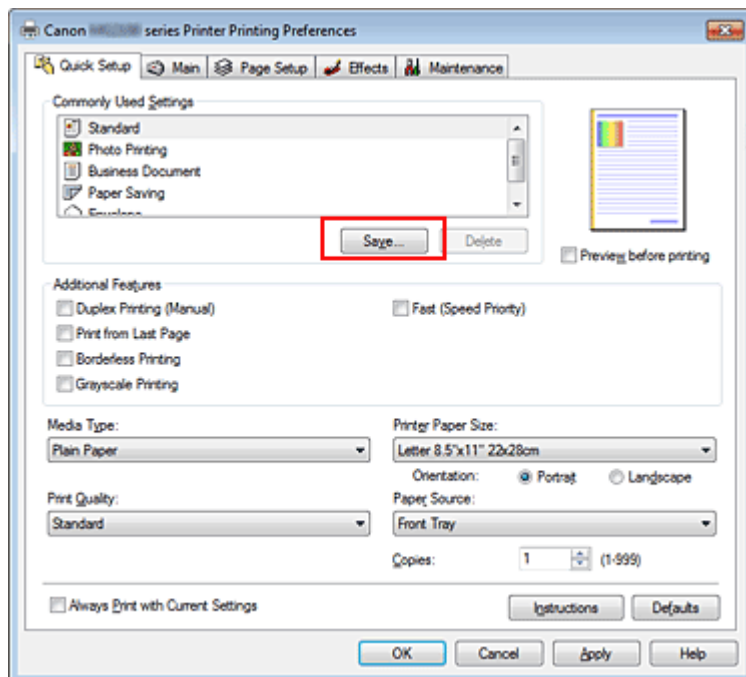 Canon series Printer Printing Preferences
Quick Setup Main Page Setup Effects Maintenance
Commonly Used Settings
Standard
Photo Printing
Business Document
Paper Saving
Envelope
Save... Delete
Preview before printing
Additional Features
Duplex Printing (Manual) Fast (Speed Priority)
Print from Last Page
Borderless Printing
Grayscale Printing
Media Type: Printer Paper Size:
Plain Paper Letter 8.5"x11" 22x28cm
Orientation: Portrait Landscape
Print Quality: Paper Source:
Standard Front Tray
Copies: 1 (1-999)
Always Print with Current Settings Instructions Defaults
OK Cancel Apply Help